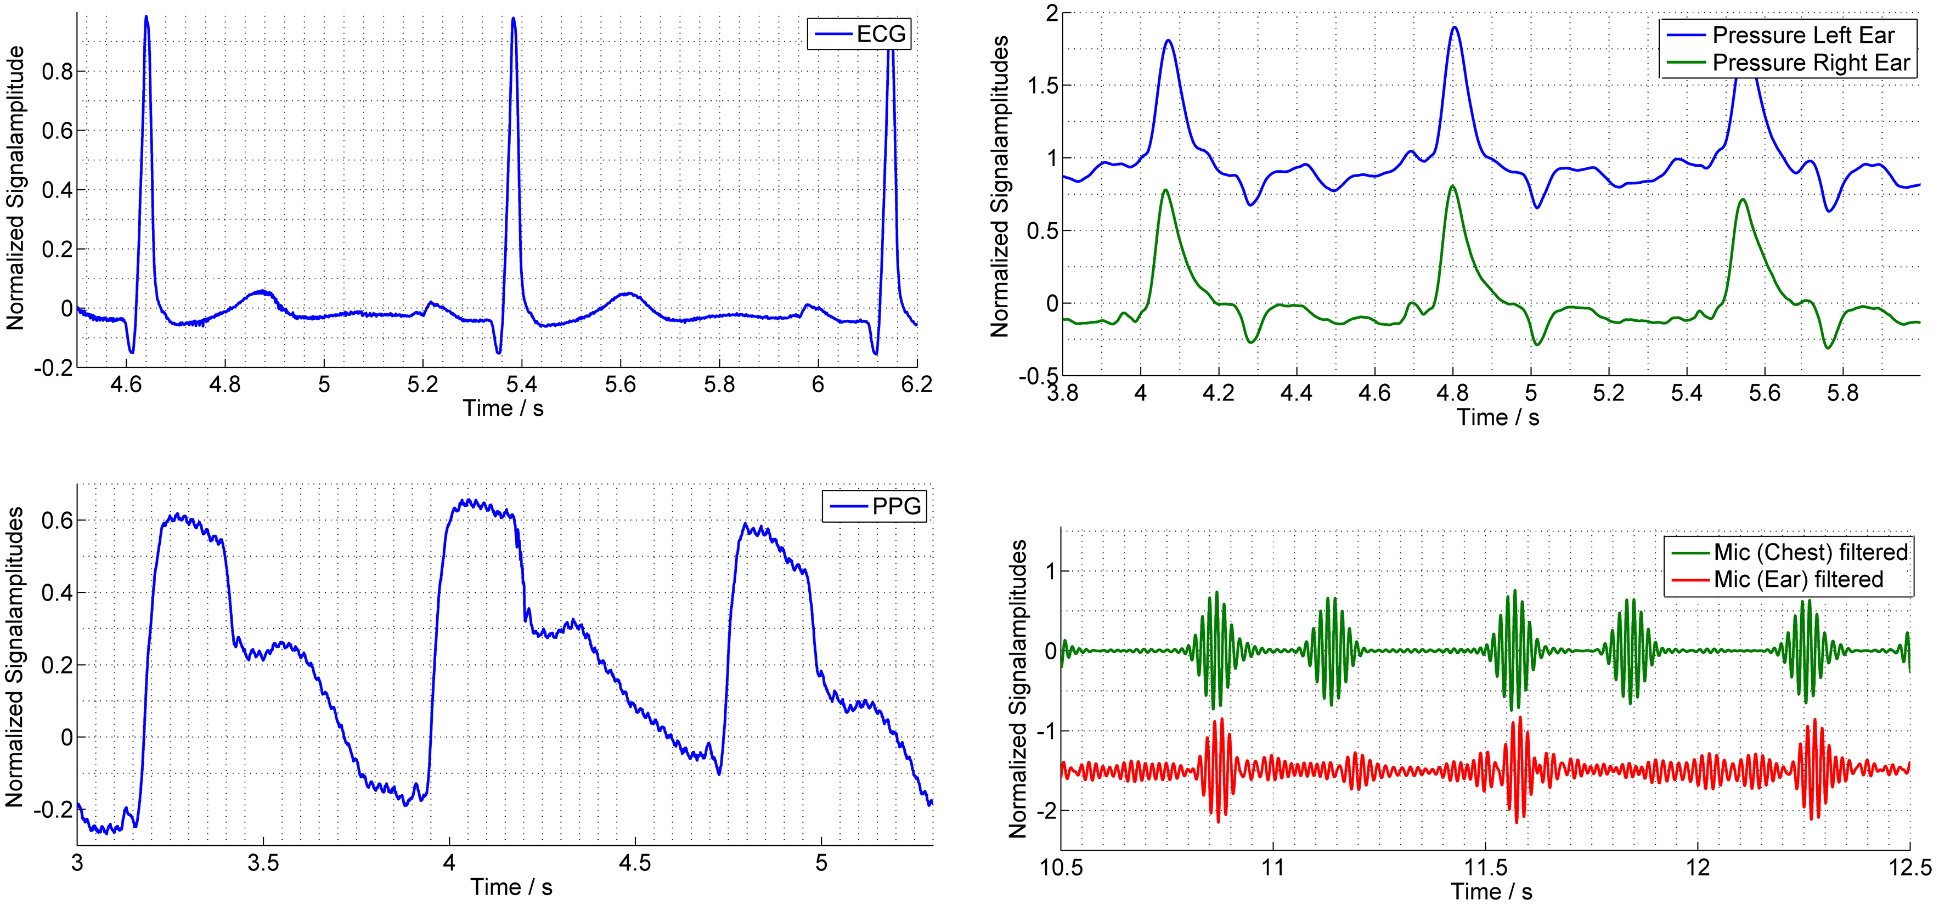 ECG
Normalized Signalamplitude
0.8
0.6
0.4
0.2
0
-0.2
4.6 4.8 5 5.2 5.4 5.6 5.8 6 6.2
Time / s
Pressure Left Ear
Pressure Right Ear
Normalized Signalamplitudes
2
1.5
1
0.5
0
-0.5
3.8 4 4.2 4.4 4.6 4.8 5 5.2 5.4 5.6 5.8
Time / s
PPG
Normalized Signalamplitudes
0.6
0.4
0.2
0
-0.2
3 3.5 4 4.5 5
Time / s
Mic (Chest) filtered
Mic (Ear) filtered
Normalized Signalamplitudes
1
0
-1
-2
10.5 11 11.5 12 12.5
Time / s